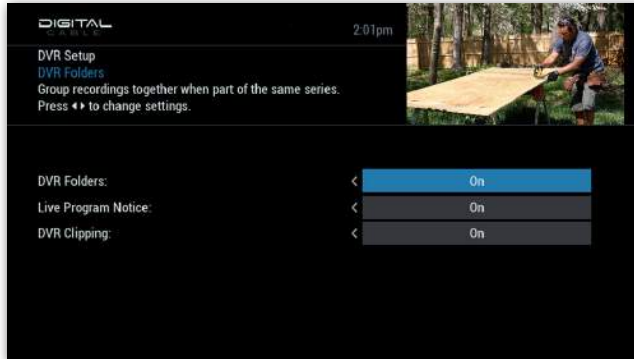 DIGITAL
CABLE
2:01pm
DVR Setup
DVR Folders
Group recordings together when part of the same series.
Press ◂▸ to change settings.
DVR Folders: < On
Live Program Notice: < On
DVR Clipping: < On